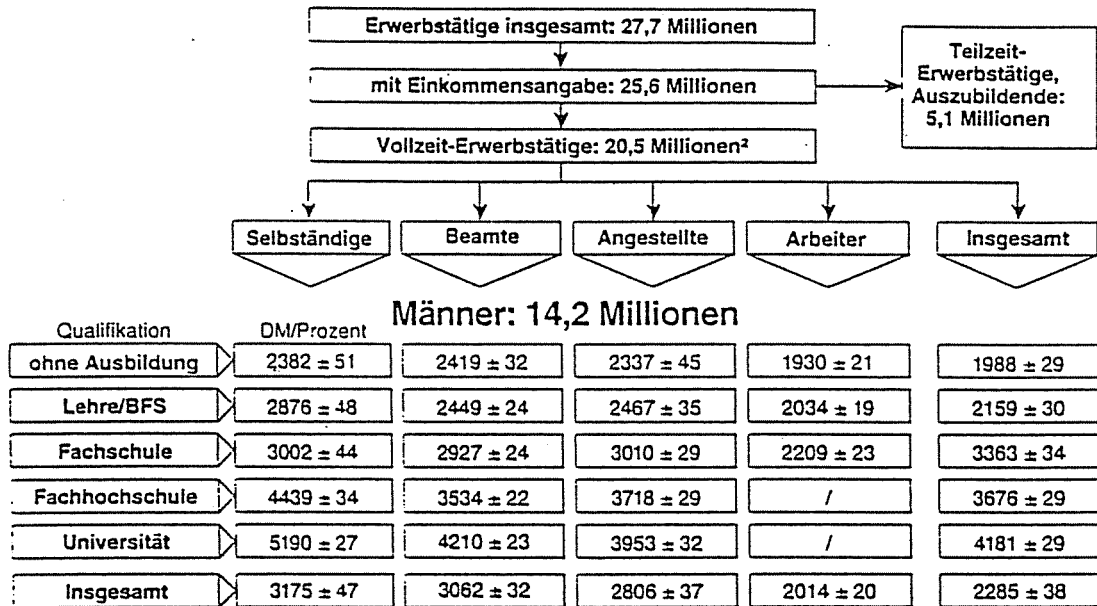 Erwerbstätige insgesamt: 27,7 Millionen
mit Einkommensangabe: 25,6 Millionen
Teilzeit-
Erwerbstätige,
Auszubildende:
5,1 Millionen
Vollzeit-Erwerbstätige: 20,5 Millionen²
Selbständige Beamte Angestellte Arbeiter Insgesamt
Männer: 14,2 Millionen
Qualifikation DM/Prozent
ohne Ausbildung 2382 ± 51 2419 ± 32 2337 ± 45 1930 ± 21 1988 ± 29
Lehre/BFS 2876 ± 48 2449 ± 24 2467 ± 35 2034 ± 19 2159 ± 30
Fachschule 3002 ± 44 2927 ± 24 3010 ± 29 2209 ± 23 3363 ± 34
Fachhochschule 4439 ± 34 3534 ± 22 3718 ± 29 / 3676 ± 29
Universität 5190 ± 27 4210 ± 23 3953 ± 32 / 4181 ± 29
Insgesamt 3175 ± 47 3062 ± 32 2806 ± 37 2014 ± 20 2285 ± 38